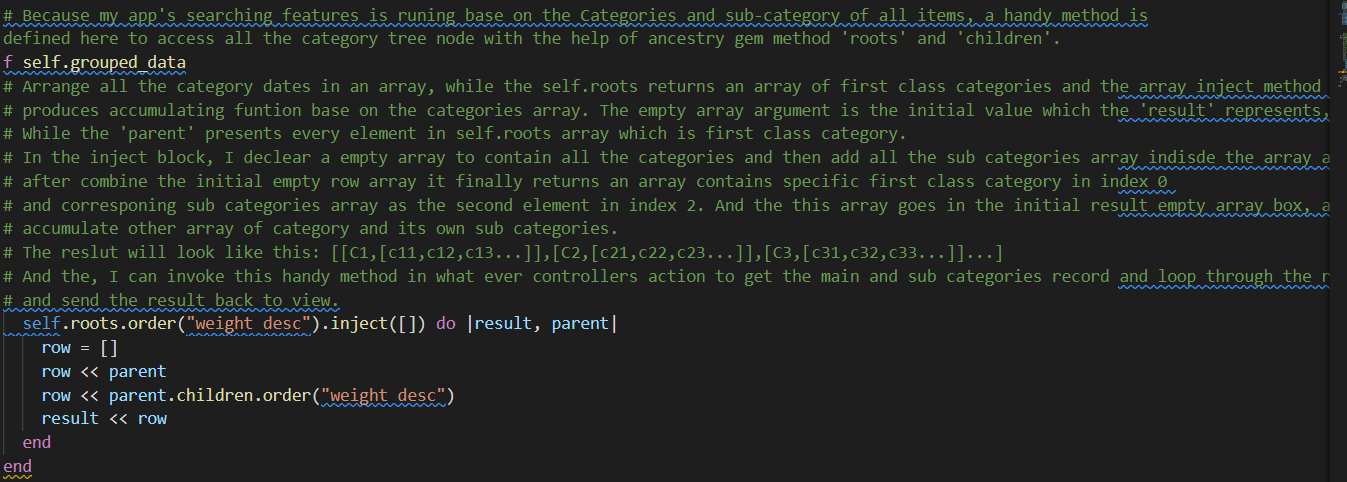 # Because my app's searching features is runing base on the Categories and sub-category of all items, a handy method is
defined here to access all the category tree node with the help of ancestry gem method 'roots' and 'children'.
f self.grouped_data
# Arrange all the category dates in an array, while the self.roots returns an array of first class categories and the array inject method
# produces accumulating funtion base on the categories array. The empty array argument is the initial value which the 'result' represents,
# While the 'parent' presents every element in self.roots array which is first class category.
# In the inject block, I declear a empty array to contain all the categories and then add all the sub categories array indisde the array a
# after combine the initial empty row array it finally returns an array contains specific first class category in index 0
# and corresponing sub categories array as the second element in index 2. And the this array goes in the initial result empty array box, a
# accumulate other array of category and its own sub categories.
# The reslut will look like this: [[C1,[c11,c12,c13...]],[C2,[c21,c22,c23...]],[C3,[c31,c32,c33...]]...]
# And the, I can invoke this handy method in what ever controllers action to get the main and sub categories record and loop through the r
# and send the result back to view.
self.roots.order("weight desc").inject([]) do |result, parent|
row = []
row << parent
row << parent.children.order("weight desc")
result << row
end
end